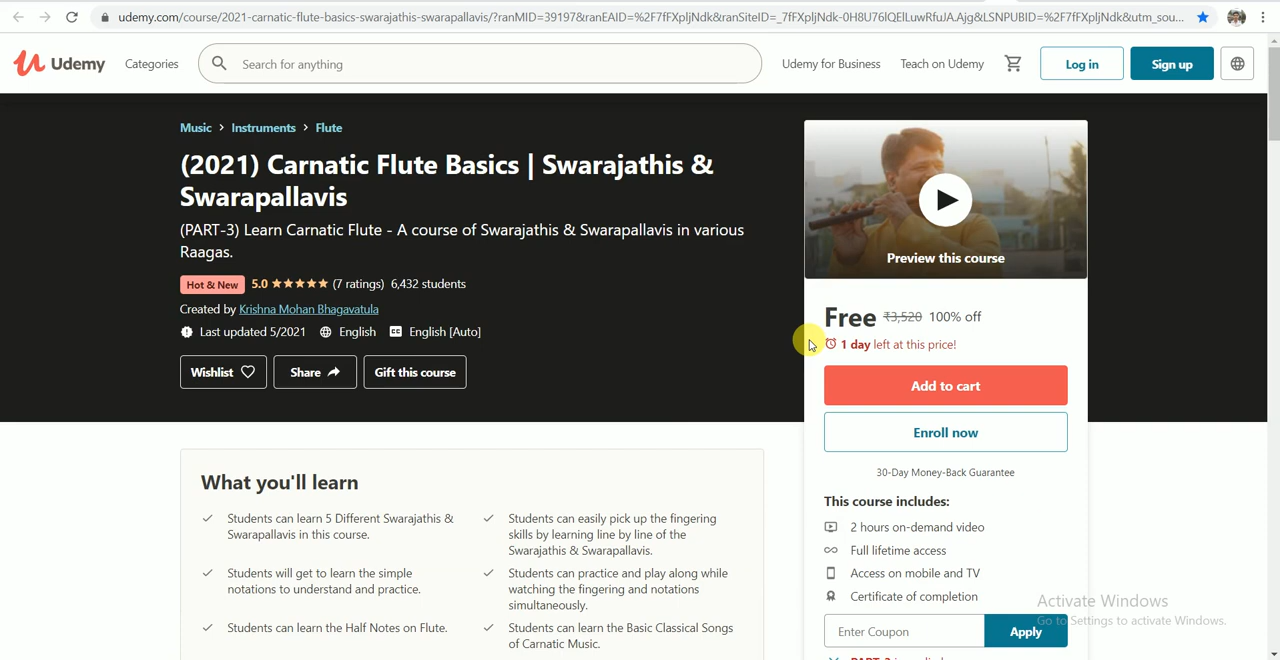 udemy.com/course/2021-carnatic-flute-basics-swarajathis-swarapallavis/?ranMID=39197&ranEAID=%2F7fFXpljNdk&ranSiteID=_7fFXpljNdk-0H8U76IQElLuwRfuJA.Ajg&LSNPUBID=%2F7fFXpljNdk&utm_sou...
Udemy Categories Search for anything Udemy for Business Teach on Udemy Log in Sign up
Music > Instruments > Flute
(2021) Carnatic Flute Basics | Swarajathis &
Swarapallavis
(PART-3) Learn Carnatic Flute - A course of Swarajathis & Swarapallavis in various
Raagas.
Hot & New 5.0 (7 ratings) 6,432 students
Created by Krishna Mohan Bhagavatula
Last updated 5/2021 English English [Auto]
Wishlist Share Gift this course
Preview this course
Free ₹3,520 100% off
1 day left at this price!
Add to cart
Enroll now
30-Day Money-Back Guarantee
This course includes:
2 hours on-demand video
Full lifetime access
Access on mobile and TV
Certificate of completion
Enter Coupon Apply
What you'll learn
Students can learn 5 Different Swarajathis &
Swarapallavis in this course.
Students can easily pick up the fingering
skills by learning line by line of the
Swarajathis & Swarapallavis.
Students will get to learn the simple
notations to understand and practice.
Students can practice and play along while
watching the fingering and notations
simultaneously.
Students can learn the Half Notes on Flute.
Students can learn the Basic Classical Songs
of Carnatic Music.
Activate Windows
Go to Settings to activate Windows.